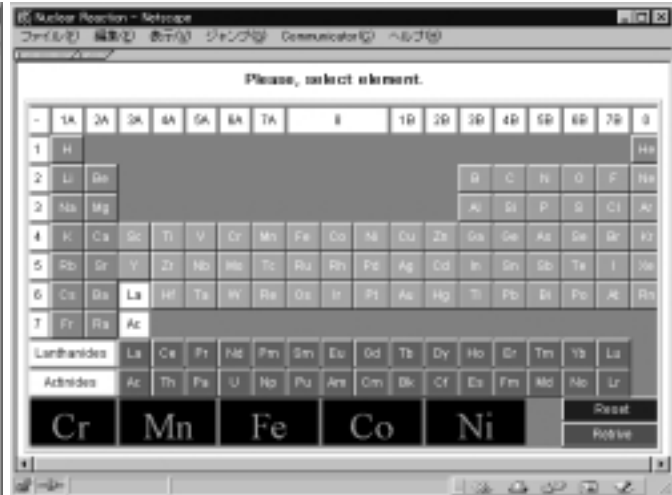 Nuclear Reaction - Netscape
ファイル(F) 編集(E) 表示(V) ジャンプ(G) Communicator(C) ヘルプ(H)
Please, select element.
- 1A 2A 3A 4A 5A 6A 7A 8 1B 2B 3B 4B 5B 6B 7B 0
1 H He
2 Li Be B C N O F Ne
3 Na Mg Al Si P S Cl Ar
4 K Ca Sc Ti V Cr Mn Fe Co Ni Cu Zn Ga Ge As Se Br Kr
5 Rb Sr Y Zr Nb Mo Tc Ru Rh Pd Ag Cd In Sn Sb Te I Xe
6 Cs Ba La Hf Ta W Re Os Ir Pt Au Hg Tl Pb Bi Po At Rn
7 Fr Ra Ac
Lanthanides La Ce Pr Nd Pm Sm Eu Gd Tb Dy Ho Er Tm Yb Lu
Actinides Ac Th Pa U Np Pu Am Cm Bk Cf Es Fm Md No Lr
Cr Mn Fe Co Ni
Reset
Retrive